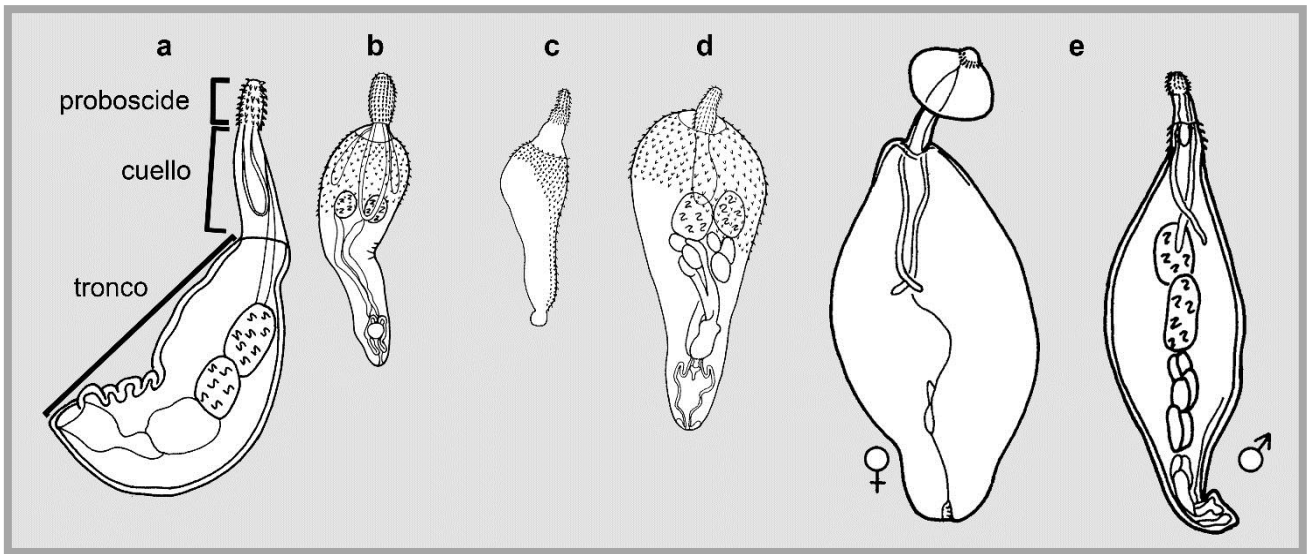 a b c d e
proboscide
cuello
tronco
♀ ♂